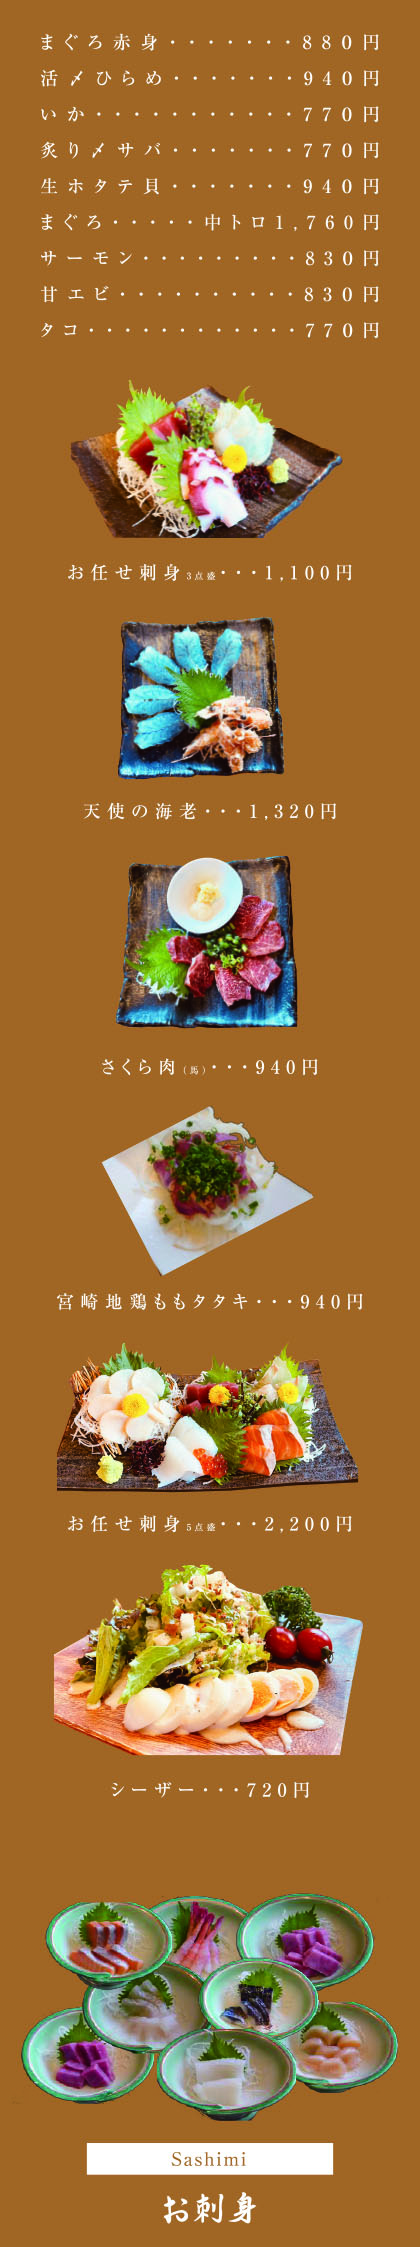 まぐろ赤身・・・・・・・880円
活〆ひらめ・・・・・・・940円
いか・・・・・・・・・・・770円
炙り〆サバ・・・・・・・770円
生ホタテ貝・・・・・・・940円
まぐろ・・・・・中トロ1,760円
サーモン・・・・・・・・・830円
甘エビ・・・・・・・・・・830円
タコ・・・・・・・・・・・・770円
お任せ刺身3点盛・・・1,100円
天使の海老・・・1,320円
さくら肉(馬)・・・940円
宮崎地鶏ももタタキ・・・940円
お任せ刺身5点盛・・・2,200円
シーザー・・・720円
Sashimi
お刺身